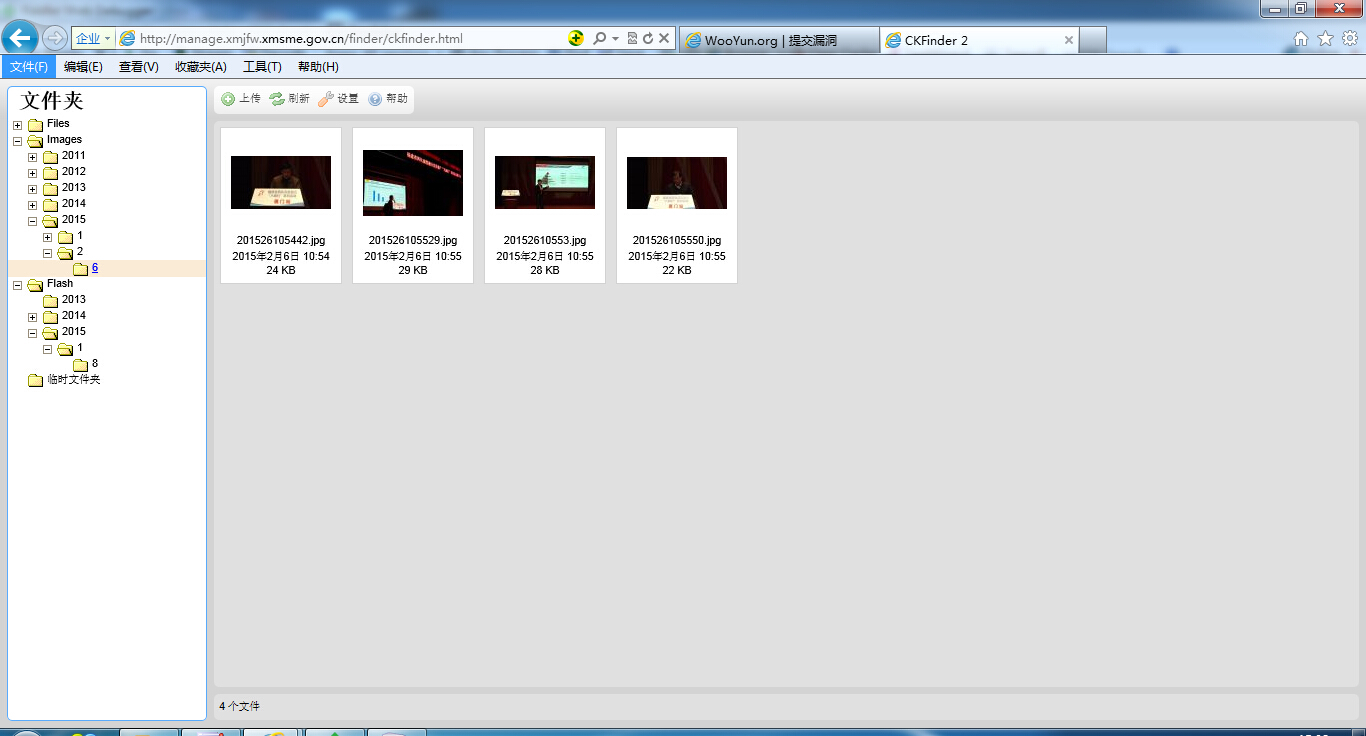 企业
http://manage.xmjfw.xmsme.gov.cn/finder/ckfinder.html
WooYun.org | 提交漏洞
CKFinder 2
文件(F) 编辑(E) 查看(V) 收藏夹(A) 工具(T) 帮助(H)
文件夹
Files
Images
2011
2012
2013
2014
2015
1
2
6
Flash
2013
2014
2015
1
8
临时文件夹
上传 刷新 设置 帮助
201526105442.jpg
2015年2月6日 10:54
24 KB
201526105529.jpg
2015年2月6日 10:55
29 KB
20152610553.jpg
2015年2月6日 10:55
28 KB
201526105550.jpg
2015年2月6日 10:55
22 KB
4 个文件